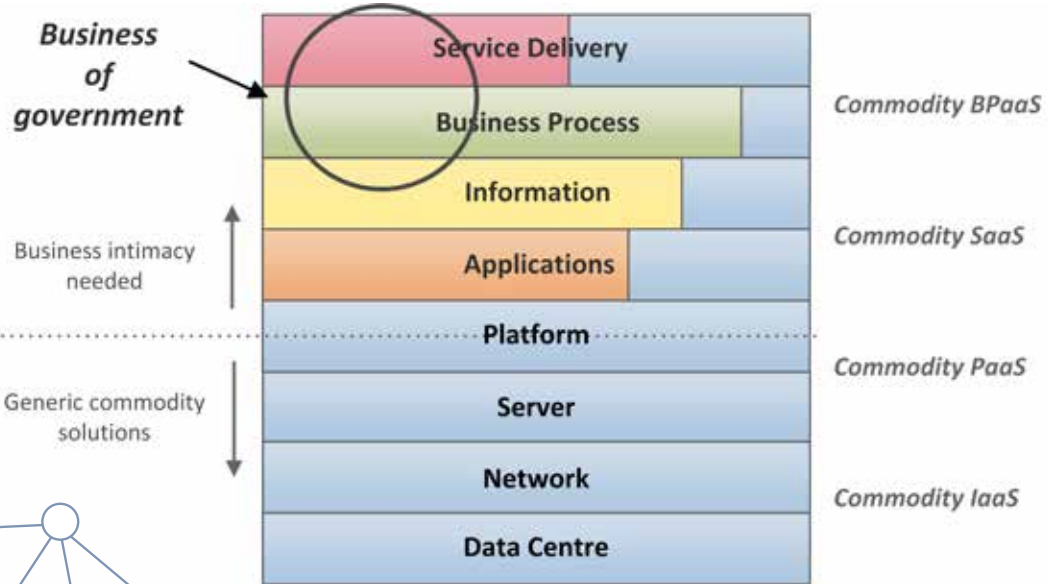 Business
of
government
Service Delivery
Business Process
Information
Applications
Platform
Server
Network
Data Centre
Business intimacy
needed
Generic commodity
solutions
Commodity BPaaS
Commodity SaaS
Commodity PaaS
Commodity IaaS